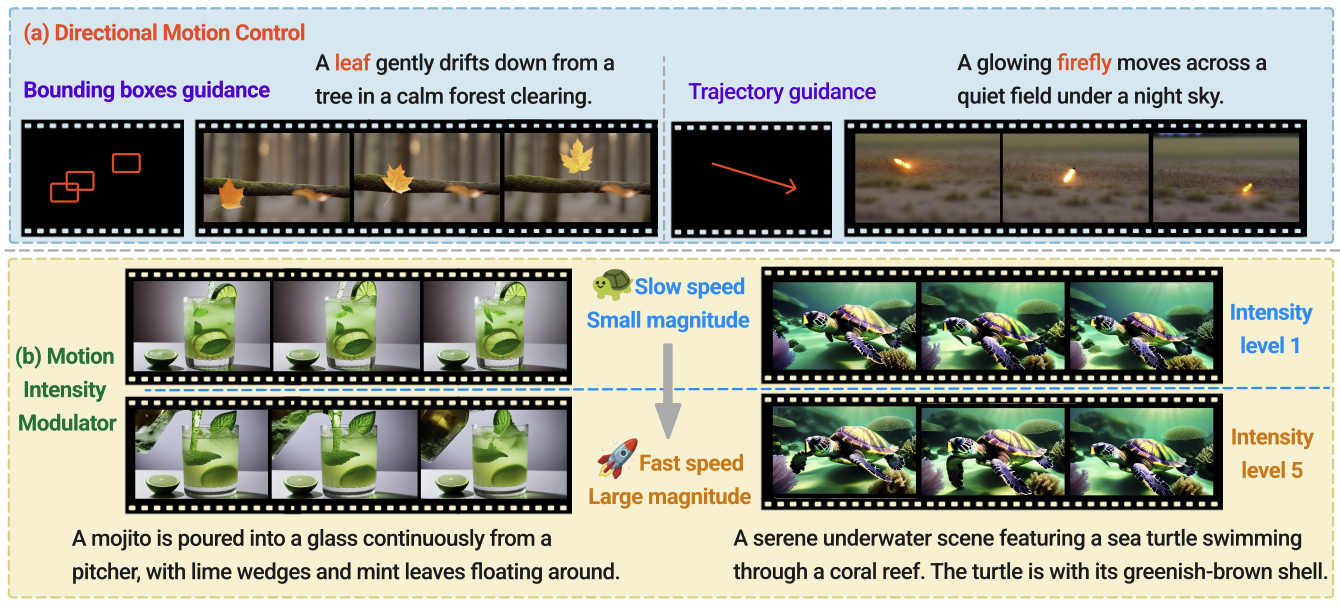 (a) Directional Motion Control
Bounding boxes guidance
A leaf gently drifts down from a
tree in a calm forest clearing.
Trajectory guidance
A glowing firefly moves across a
quiet field under a night sky.
(b) Motion
Intensity
Modulator
Slow speed
Small magnitude
Fast speed
Large magnitude
Intensity
level 1
Intensity
level 5
A mojito is poured into a glass continuously from a
pitcher, with lime wedges and mint leaves floating around.
A serene underwater scene featuring a sea turtle swimming
through a coral reef. The turtle is with its greenish-brown shell.